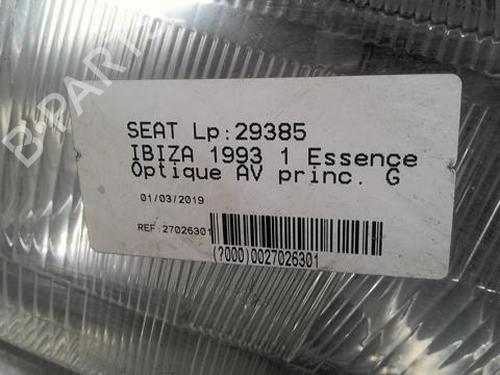 B-PARTS
SEAT Lp:29385
IBIZA 1993 1 Essence
Optique AV princ. G
01/03/2019
REF:27026301
(?000)0027026301